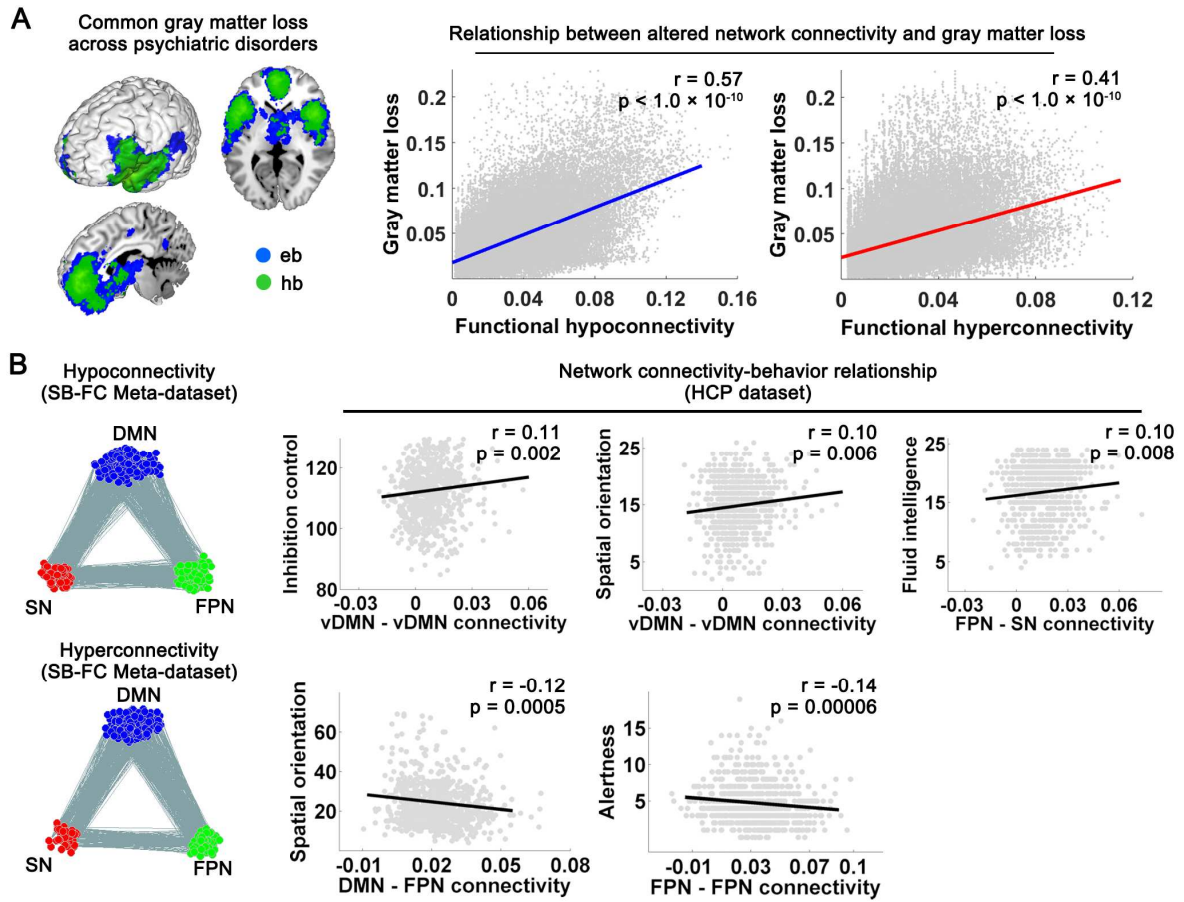 A
Common gray matter loss
across psychiatric disorders
eb
hb
Relationship between altered network connectivity and gray matter loss
r = 0.57
p < 1.0 × 10⁻¹⁰
Gray matter loss
0.2
0.15
0.1
0.05
0 0.04 0.08 0.12 0.16
Functional hypoconnectivity
r = 0.41
p < 1.0 × 10⁻¹⁰
Gray matter loss
0.2
0.15
0.1
0.05
0 0.04 0.08 0.12
Functional hyperconnectivity
B
Hypoconnectivity
(SB-FC Meta-dataset)
DMN
SN
FPN
Network connectivity-behavior relationship
(HCP dataset)
r = 0.11
p = 0.002
Inhibition control
120
100
80
-0.03 0 0.03 0.06
vDMN - vDMN connectivity
r = 0.10
p = 0.006
Spatial orientation
25
15
5
-0.03 0 0.03 0.06
vDMN - vDMN connectivity
r = 0.10
p = 0.008
Fluid intelligence
25
15
5
-0.03 0 0.03 0.06
FPN - SN connectivity
Hyperconnectivity
(SB-FC Meta-dataset)
DMN
SN
FPN
r = -0.12
p = 0.0005
Spatial orientation
60
40
20
-0.01 0.02 0.05 0.08
DMN - FPN connectivity
r = -0.14
p = 0.00006
Alertness
15
10
5
-0.01 0.03 0.07 0.1
FPN - FPN connectivity